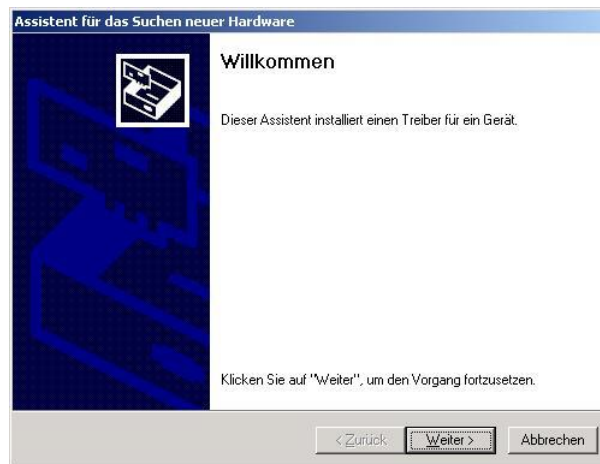 Assistent für das Suchen neuer Hardware
Willkommen
Dieser Assistent installiert einen Treiber für ein Gerät.
Klicken Sie auf "Weiter", um den Vorgang fortzusetzen.
< Zurück
Weiter >
Abbrechen